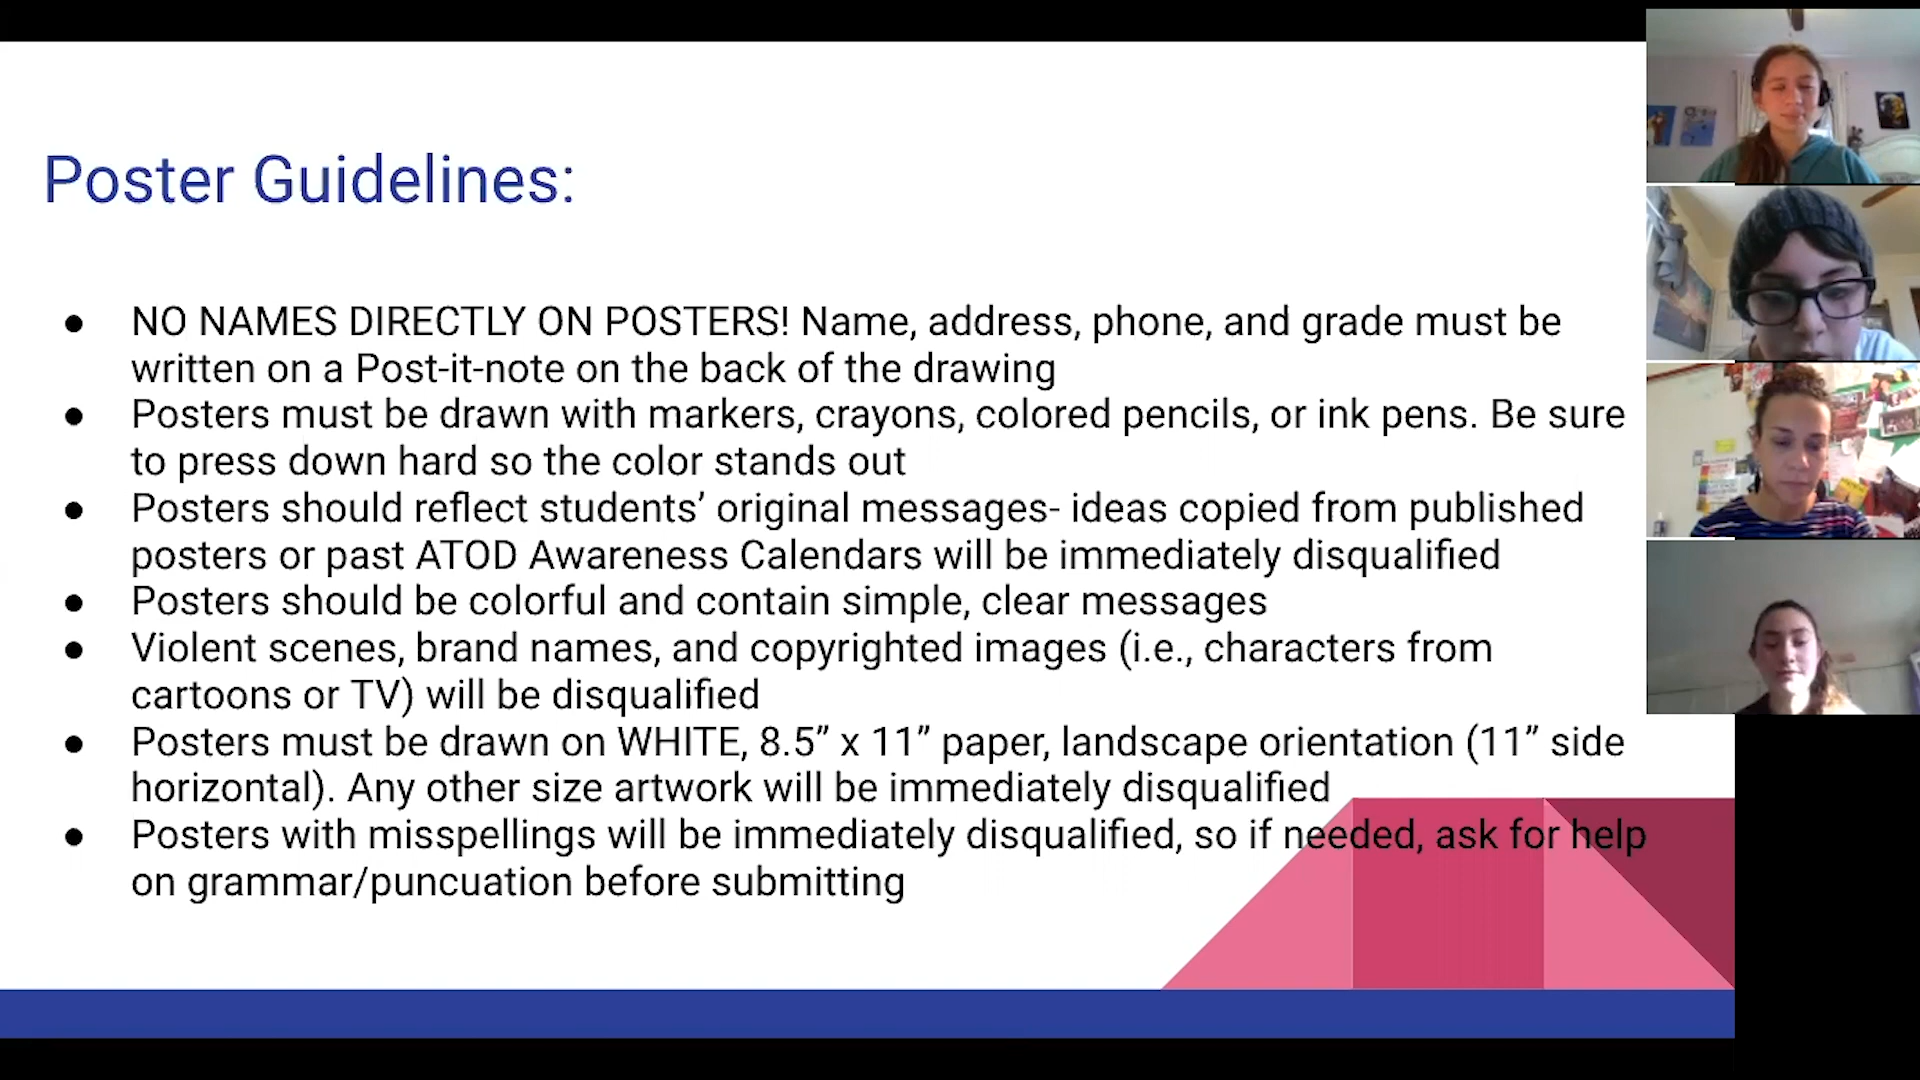 Poster Guidelines:
● NO NAMES DIRECTLY ON POSTERS! Name, address, phone, and grade must be
written on a Post-it-note on the back of the drawing
● Posters must be drawn with markers, crayons, colored pencils, or ink pens. Be sure
to press down hard so the color stands out
● Posters should reflect students’ original messages- ideas copied from published
posters or past ATOD Awareness Calendars will be immediately disqualified
● Posters should be colorful and contain simple, clear messages
● Violent scenes, brand names, and copyrighted images (i.e., characters from
cartoons or TV) will be disqualified
● Posters must be drawn on WHITE, 8.5” x 11” paper, landscape orientation (11” side
horizontal). Any other size artwork will be immediately disqualified
● Posters with misspellings will be immediately disqualified, so if needed, ask for help
on grammar/puncuation before submitting